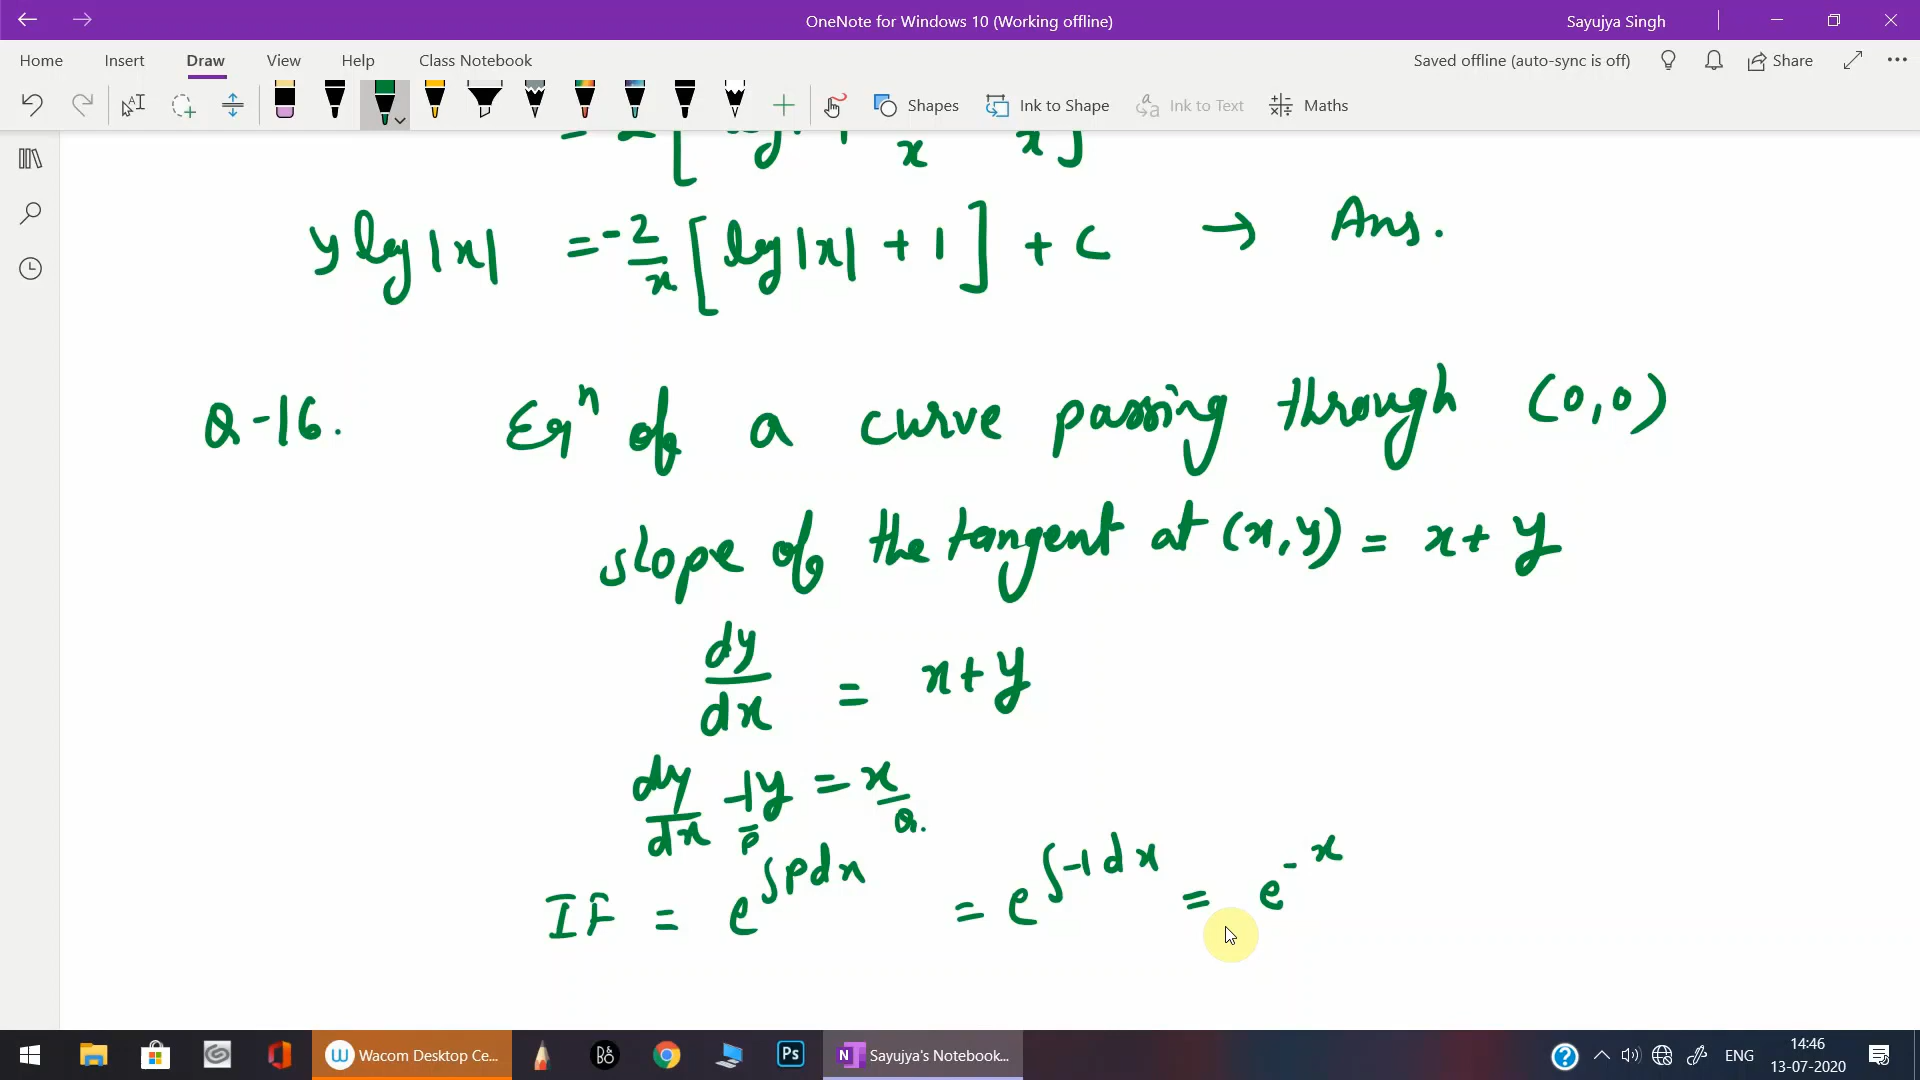 OneNote for Windows 10 (Working offline)
Sayujya Singh
Home Insert Draw View Help Class Notebook
Saved offline (auto-sync is off) Share
Shapes Ink to Shape Ink to Text Maths
y log|x| = -2/x [log|x| + 1] + C → Ans.
Q-16. Eqⁿ of a curve passing through (0,0)
slope of the tangent at (x,y) = x+y
dy/dx = x+y
dy/dx -1y = x
P Q.
IF = e^∫Pdx = e^∫-1dx = e^-x
Wacom Desktop Ce...
Ps
Sayujya's Notebook...
ENG
14:46
13-07-2020